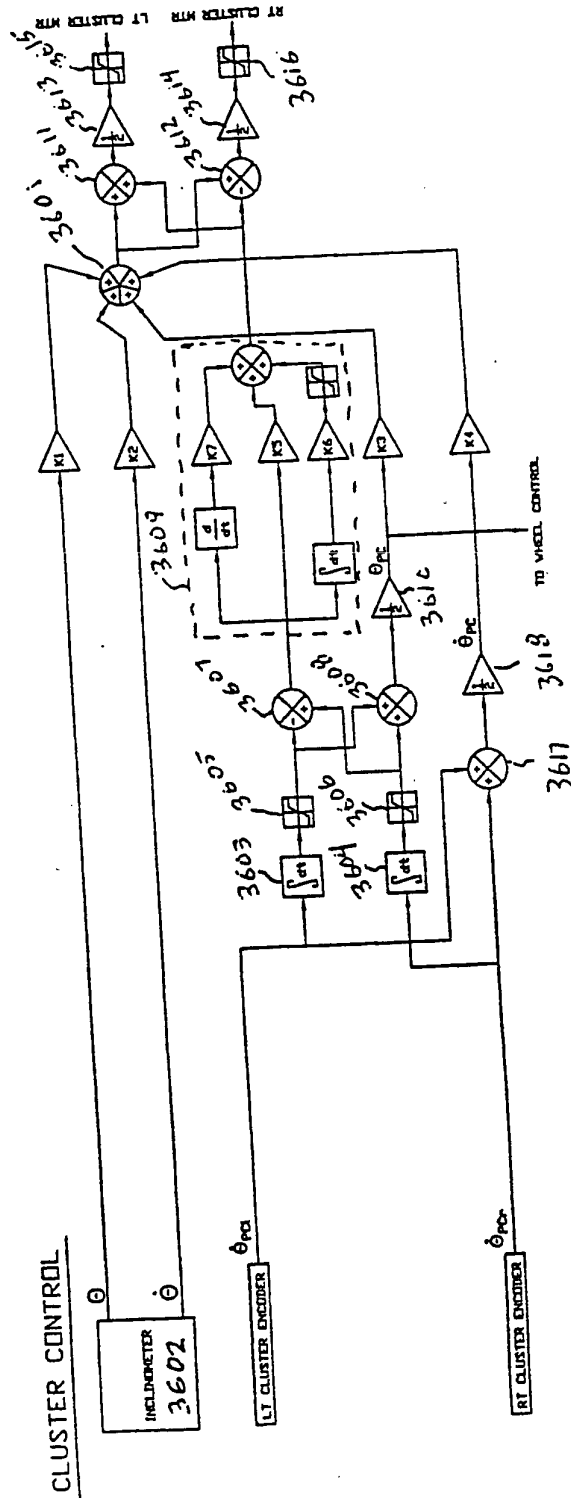 CLUSTER CONTROL
INCLINOMETER
3602
Θ
Θ̇
LT CLUSTER ENCODER
Θ̇PCl
RT CLUSTER ENCODER
Θ̇PCr
3603
∫dt
3604
∫dt
3605
3606
3607
-
+
3608
+
+
3617
+
+
3618
1/2
Θ̇PC
3610
1/2
ΘPC
TO WHEEL CONTROL
3609
d/dt
∫dt
K7
K5
K6
+
+
+
K1
K2
K3
K4
3601
+
+
+
+
3611
+
+
3612
+
-
3613
1/2
3614
1/2
3615
3616
LT CLUSTER MTR
RT CLUSTER MTR